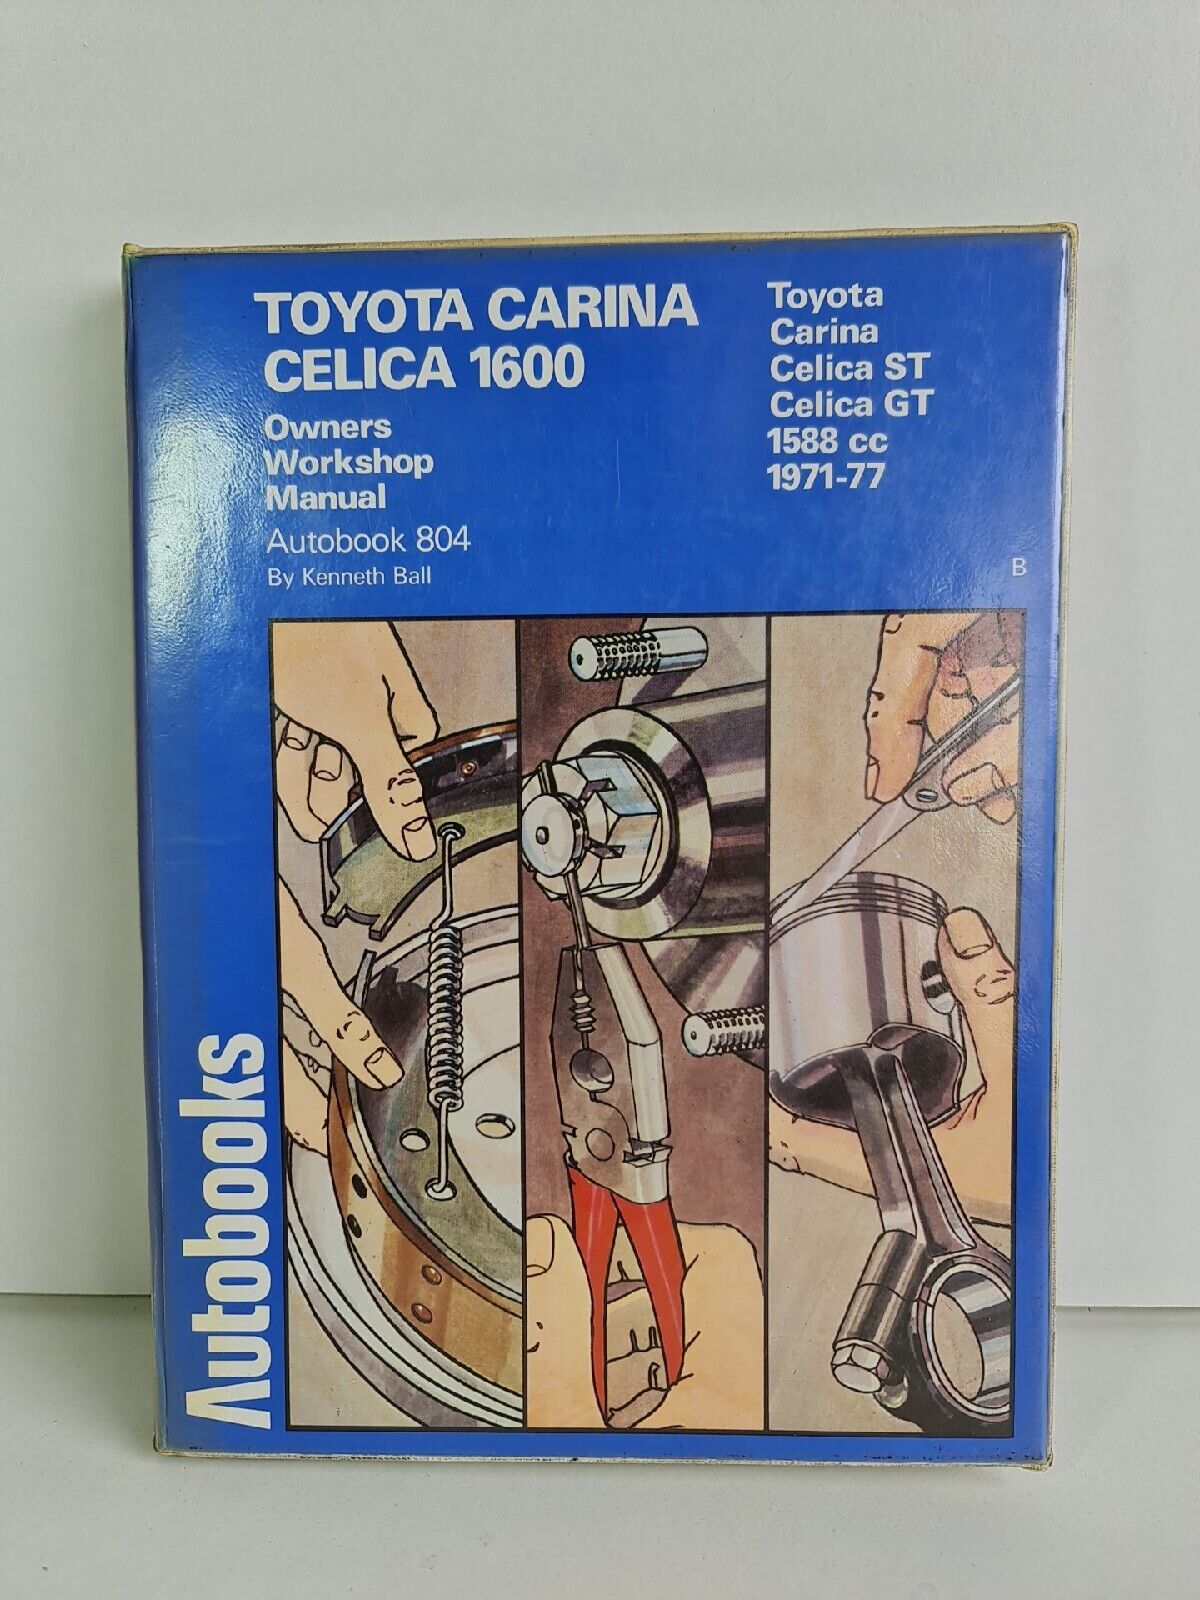 TOYOTA CARINA
CELICA 1600
Owners
Workshop
Manual
Autobook 804
By Kenneth Ball
Toyota
Carina
Celica ST
Celica GT
1588 cc
1971-77
B
Autobooks